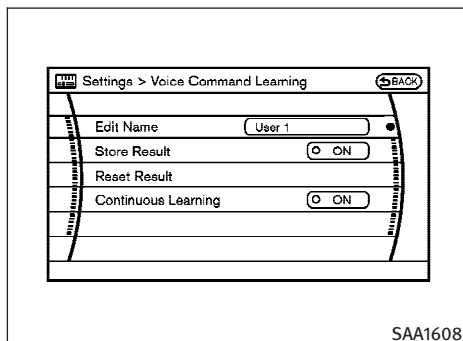 Settings > Voice Command Learning BACK
Edit Name User 1
Store Result ON
Reset Result
Continuous Learning ON
SAA1608